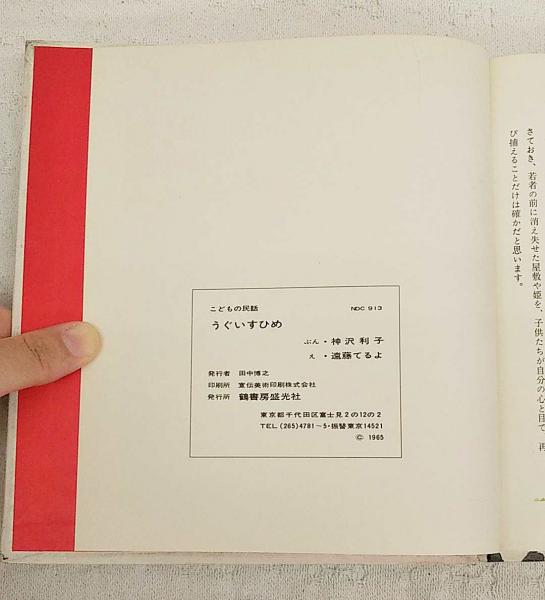 こどもの民話 NDC 913
うぐいすひめ
ぶん・神沢利子
え・遠藤てるよ
発行者 田中博之
印刷所 宣伝美術印刷株式会社
発行所 鶴書房盛光社
東京都千代田区富士見2の12の2
TEL (265)4781〜5・振替東京14521
© 1965
さておき、若者の前に消え失せた屋敷や姫を、子供たちが自分の心と目で、再
び捕えることだけは確かだと思います。